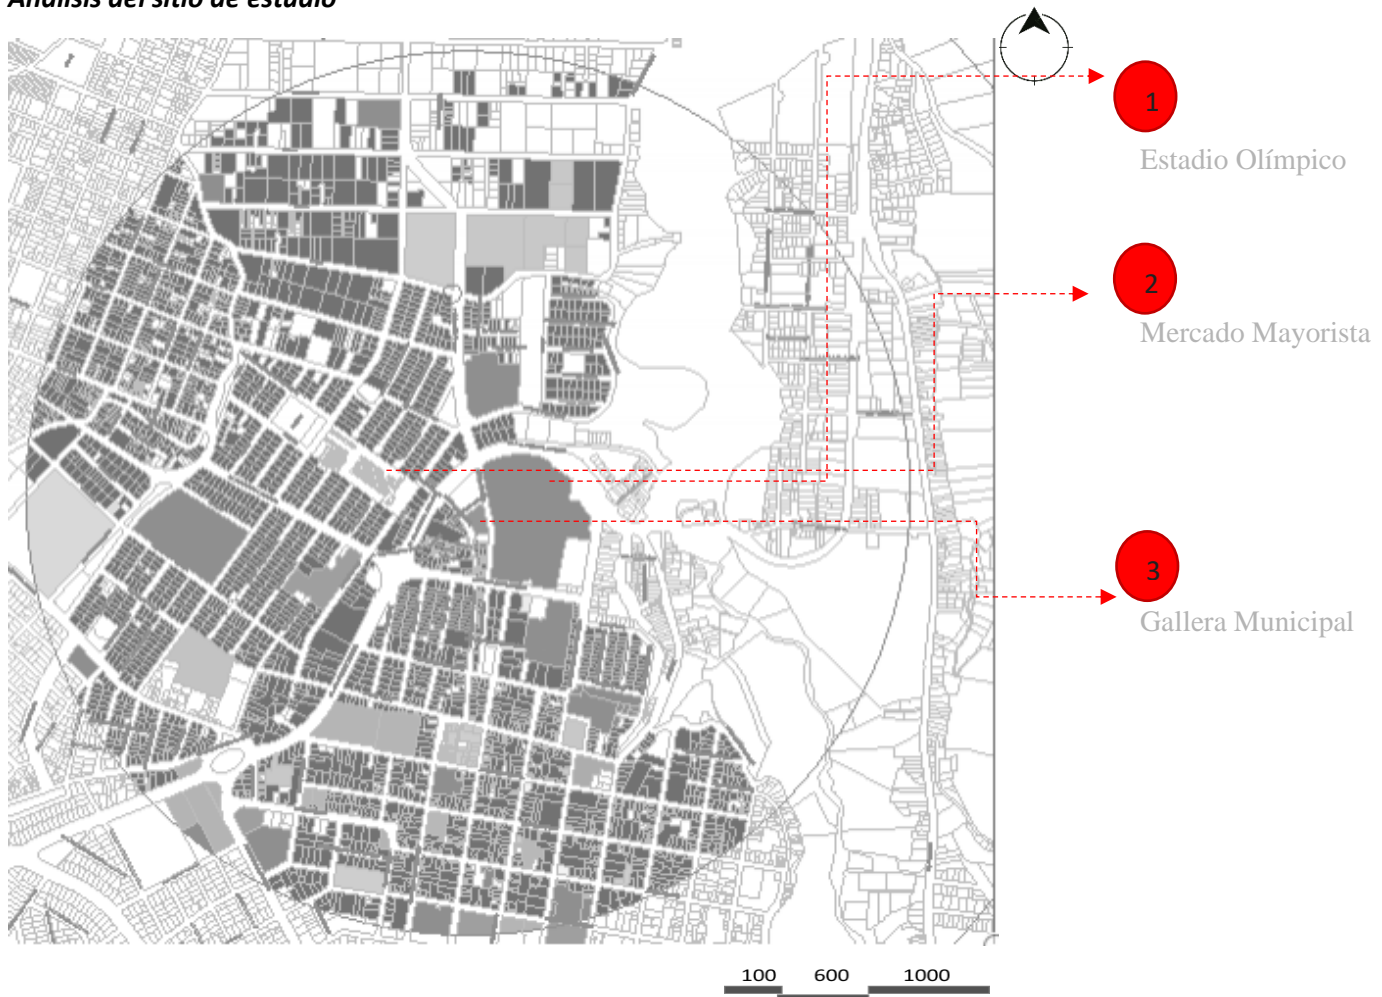 Análisis del sitio de estudio
1
Estadio Olímpico
2
Mercado Mayorista
3
Gallera Municipal
100 600 1000